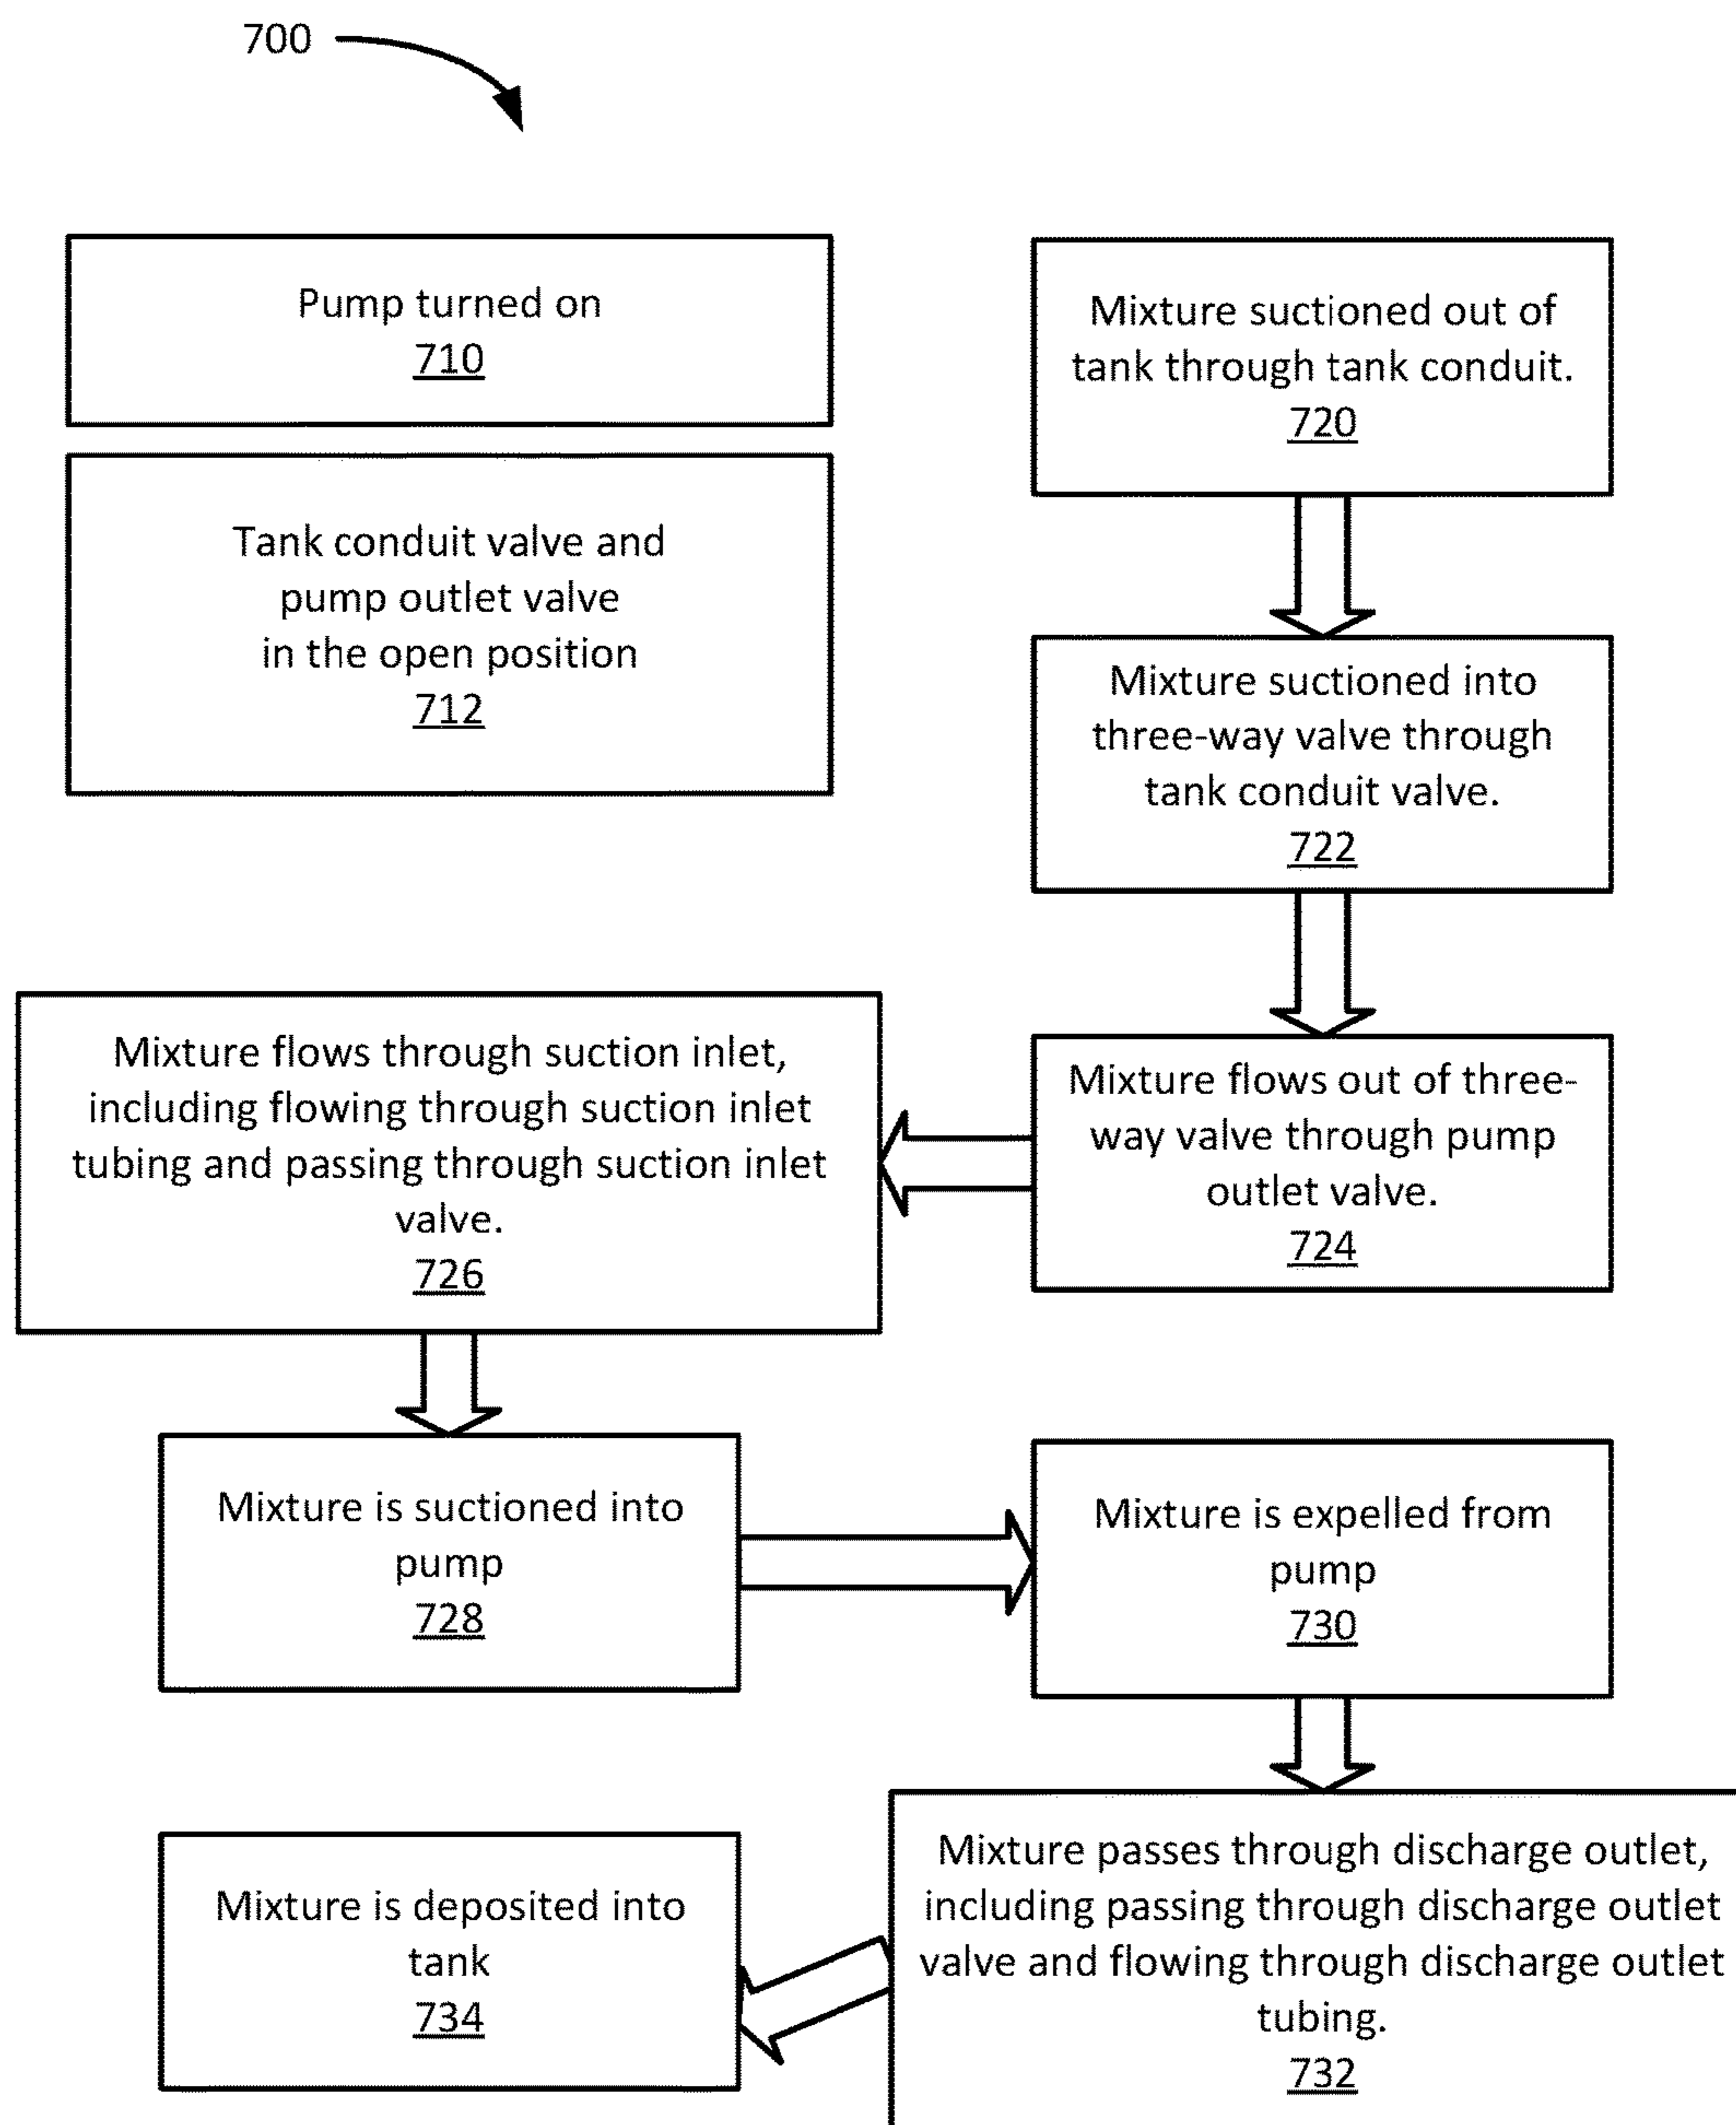 700
Pump turned on
710
Tank conduit valve and
pump outlet valve
in the open position
712
Mixture suctioned out of
tank through tank conduit.
720
Mixture suctioned into
three-way valve through
tank conduit valve.
722
Mixture flows out of three-
way valve through pump
outlet valve.
724
Mixture flows through suction inlet,
including flowing through suction inlet
tubing and passing through suction inlet
valve.
726
Mixture is suctioned into
pump
728
Mixture is expelled from
pump
730
Mixture passes through discharge outlet,
including passing through discharge outlet
valve and flowing through discharge outlet
tubing.
732
Mixture is deposited into
tank
734